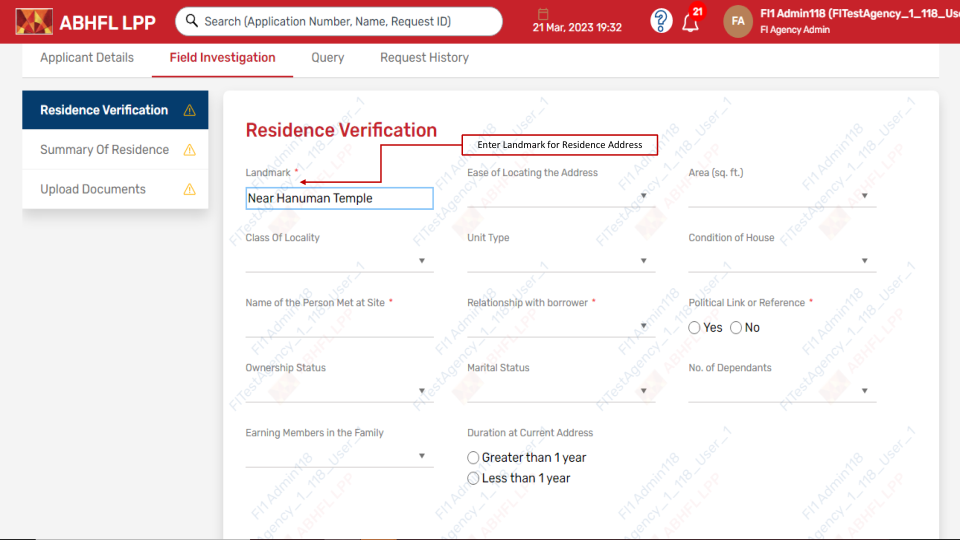 ABHFL LPP
Search (Application Number, Name, Request ID)
21 Mar, 2023 19:32
21
FA
FI1 Admin118 (FITestAgency_1_118_Use
FI Agency Admin
Applicant Details
Field Investigation
Query
Request History
Residence Verification
Summary Of Residence
Upload Documents
Residence Verification
Enter Landmark for Residence Address
Landmark *
Ease of Locating the Address
Area (sq. ft.)
Near Hanuman Temple
Class Of Locality
Unit Type
Condition of House
Name of the Person Met at Site *
Relationship with borrower *
Political Link or Reference *
Yes No
Ownership Status
Marital Status
No. of Dependants
Earning Members in the Family
Duration at Current Address
Greater than 1 year
Less than 1 year